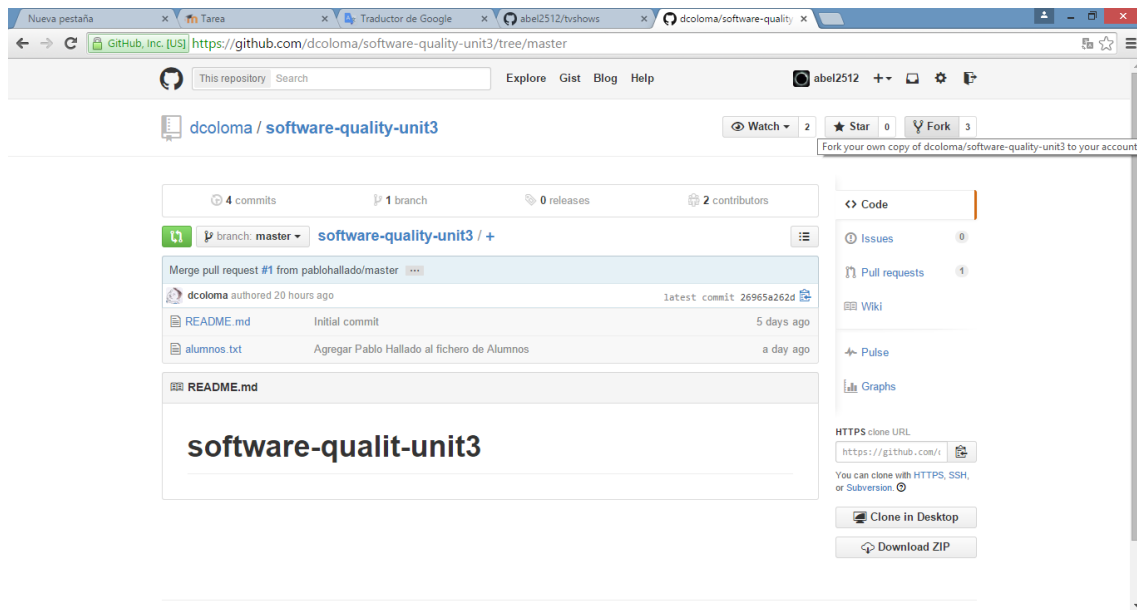 Nueva pestaña
Tarea
Traductor de Google
abel2512/tvshows
dcoloma/software-quality
GitHub, Inc. [US] https://github.com/dcoloma/software-quality-unit3/tree/master
This repository Search
Explore Gist Blog Help
abel2512
dcoloma / software-quality-unit3
Watch 2 Star 0 Fork 3
Fork your own copy of dcoloma/software-quality-unit3 to your account
4 commits 1 branch 0 releases 2 contributors
branch: master software-quality-unit3 / +
Merge pull request #1 from pablohallado/master ...
dcoloma authored 20 hours ago latest commit 26965a262d
README.md Initial commit 5 days ago
alumnos.txt Agregar Pablo Hallado al fichero de Alumnos a day ago
README.md
software-qualit-unit3
Code
Issues 0
Pull requests 1
Wiki
Pulse
Graphs
HTTPS clone URL
https://github.com/
You can clone with HTTPS, SSH,
or Subversion.
Clone in Desktop
Download ZIP